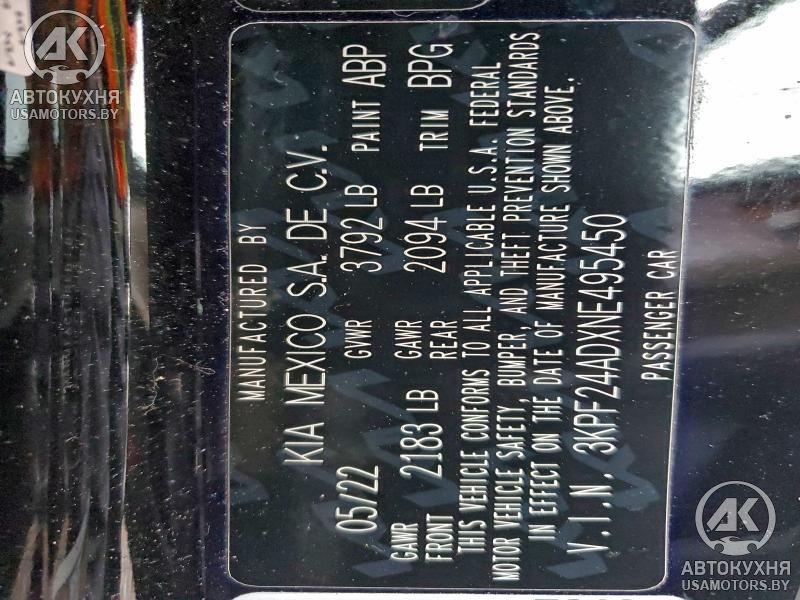 MANUFACTURED BY
KIA MEXICO S.A. DE C.V.
05/22 GVWR 3792 LB PAINT ABP
GAWR FRONT 2183 LB GAWR REAR 2094 LB TRIM BPG
THIS VEHICLE CONFORMS TO ALL APPLICABLE U.S.A. FEDERAL
MOTOR VEHICLE SAFETY, BUMPER, AND THEFT PREVENTION STANDARDS
IN EFFECT ON THE DATE OF MANUFACTURE SHOWN ABOVE.
V.I.N. 3KPF24ADXNE495450
PASSENGER CAR
AK
АВТОКУХНЯ
USAMOTORS.BY
AK
АВТОКУХНЯ
USAMOTORS.BY